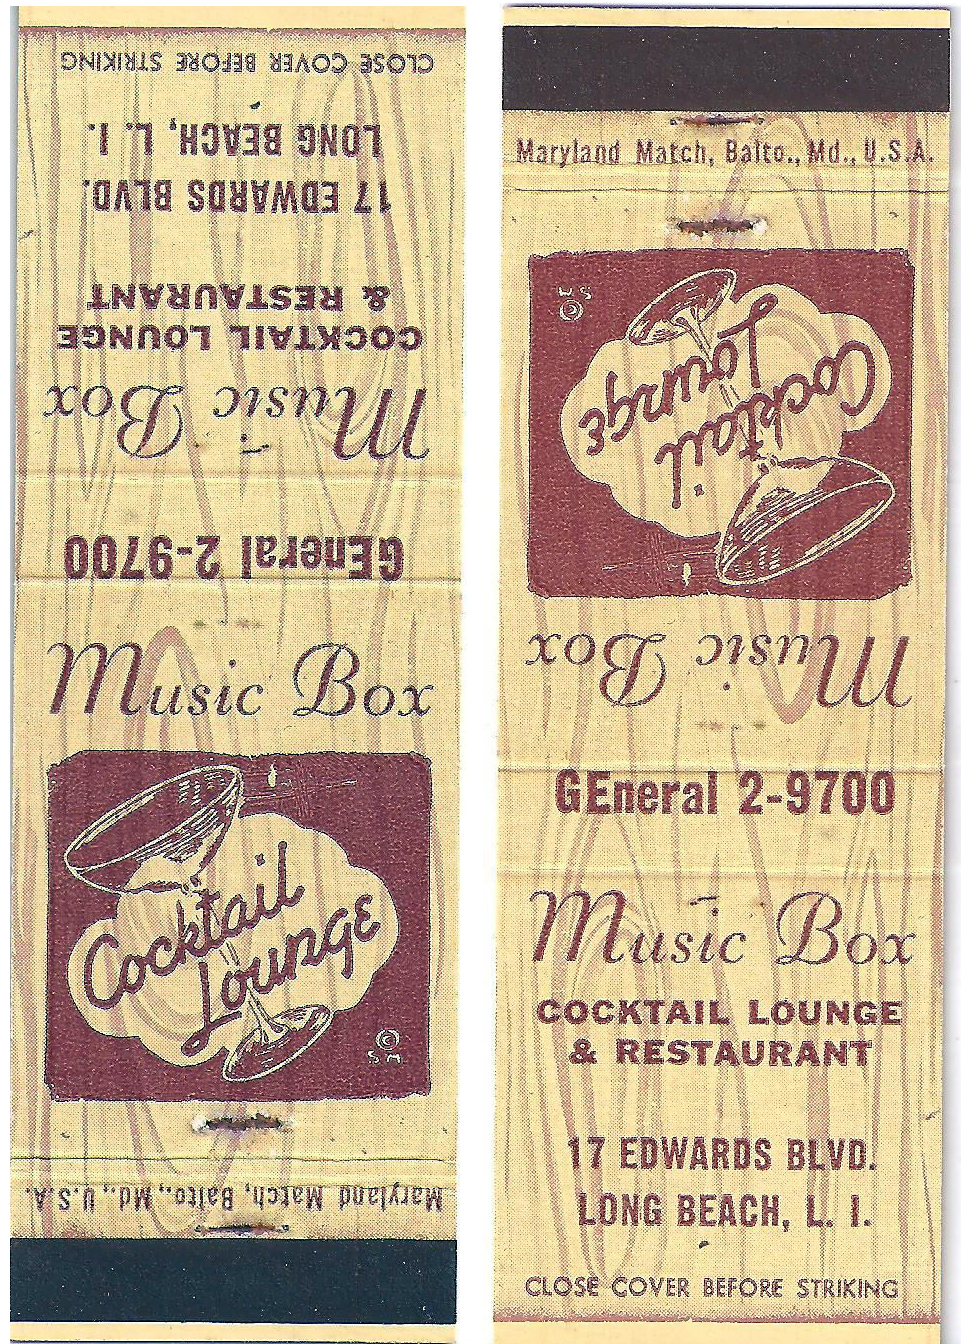 CLOSE COVER BEFORE STRIKING
LONG BEACH, L. I.
17 EDWARDS BLVD.
& RESTAURANT
COCKTAIL LOUNGE
Music Box
GEneral 2-9700
Music Box
Cocktail
Lounge
©
S M
Maryland Match, Balto., Md., U.S.A.
Maryland Match, Balto., Md., U.S.A.
S M
©
Cocktail
Lounge
Music Box
GEneral 2-9700
Music Box
COCKTAIL LOUNGE
& RESTAURANT
17 EDWARDS BLVD.
LONG BEACH, L. I.
CLOSE COVER BEFORE STRIKING